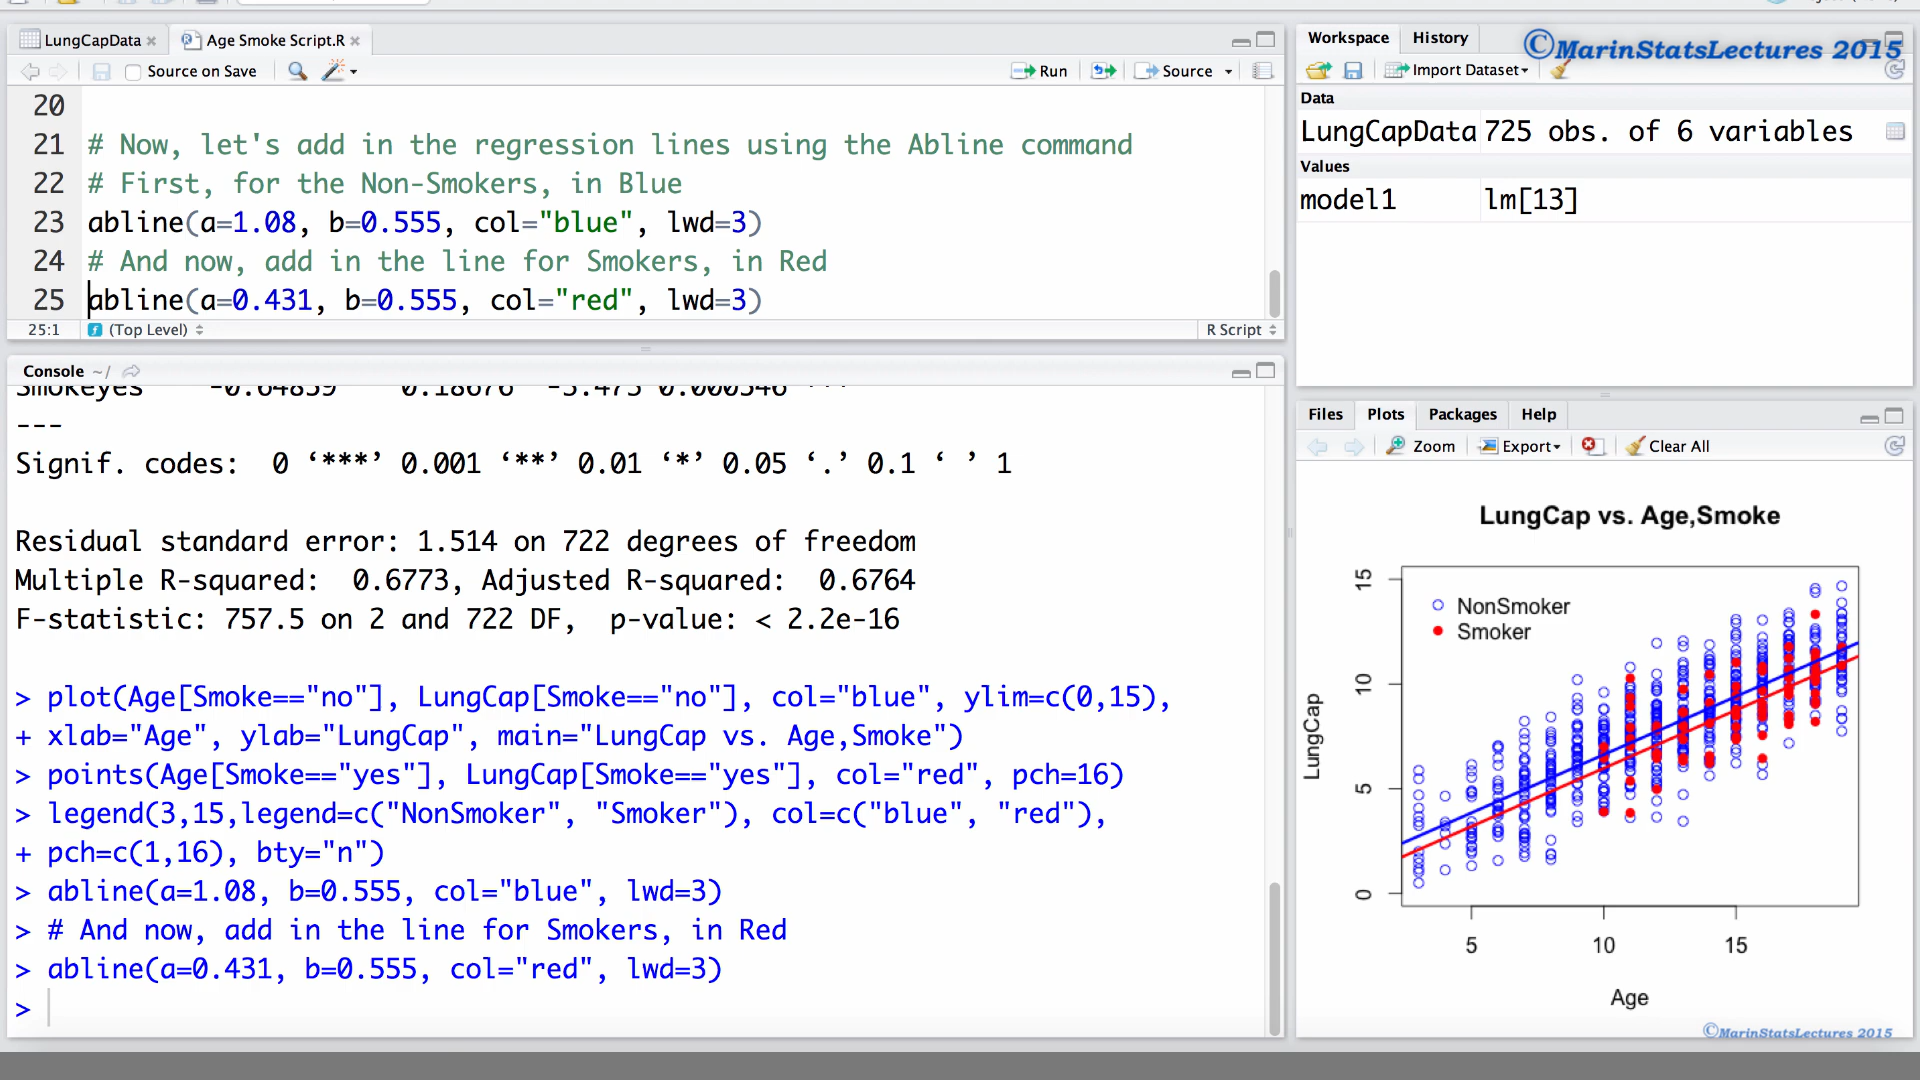 LungCapData
Age Smoke Script.R
Source on Save
Run
Source
20
21 # Now, let's add in the regression lines using the Abline command
22 # First, for the Non-Smokers, in Blue
23 abline(a=1.08, b=0.555, col="blue", lwd=3)
24 # And now, add in the line for Smokers, in Red
25 abline(a=0.431, b=0.555, col="red", lwd=3)
25:1 (Top Level) R Script
Console ~/
Smokeyes -0.64859 0.18676 -3.473 0.000546 ***
---
Signif. codes: 0 ‘***’ 0.001 ‘**’ 0.01 ‘*’ 0.05 ‘.’ 0.1 ‘ ’ 1
Residual standard error: 1.514 on 722 degrees of freedom
Multiple R-squared: 0.6773, Adjusted R-squared: 0.6764
F-statistic: 757.5 on 2 and 722 DF, p-value: < 2.2e-16
> plot(Age[Smoke=="no"], LungCap[Smoke=="no"], col="blue", ylim=c(0,15),
+ xlab="Age", ylab="LungCap", main="LungCap vs. Age,Smoke")
> points(Age[Smoke=="yes"], LungCap[Smoke=="yes"], col="red", pch=16)
> legend(3,15,legend=c("NonSmoker", "Smoker"), col=c("blue", "red"),
+ pch=c(1,16), bty="n")
> abline(a=1.08, b=0.555, col="blue", lwd=3)
> # And now, add in the line for Smokers, in Red
> abline(a=0.431, b=0.555, col="red", lwd=3)
>
Workspace History
©MarinStatsLectures 2015
Import Dataset
Data
LungCapData 725 obs. of 6 variables
Values
model1 lm[13]
Files Plots Packages Help
Zoom Export Clear All
LungCap vs. Age,Smoke
NonSmoker
Smoker
15
10
5
0
LungCap
5 10 15
Age
©MarinStatsLectures 2015